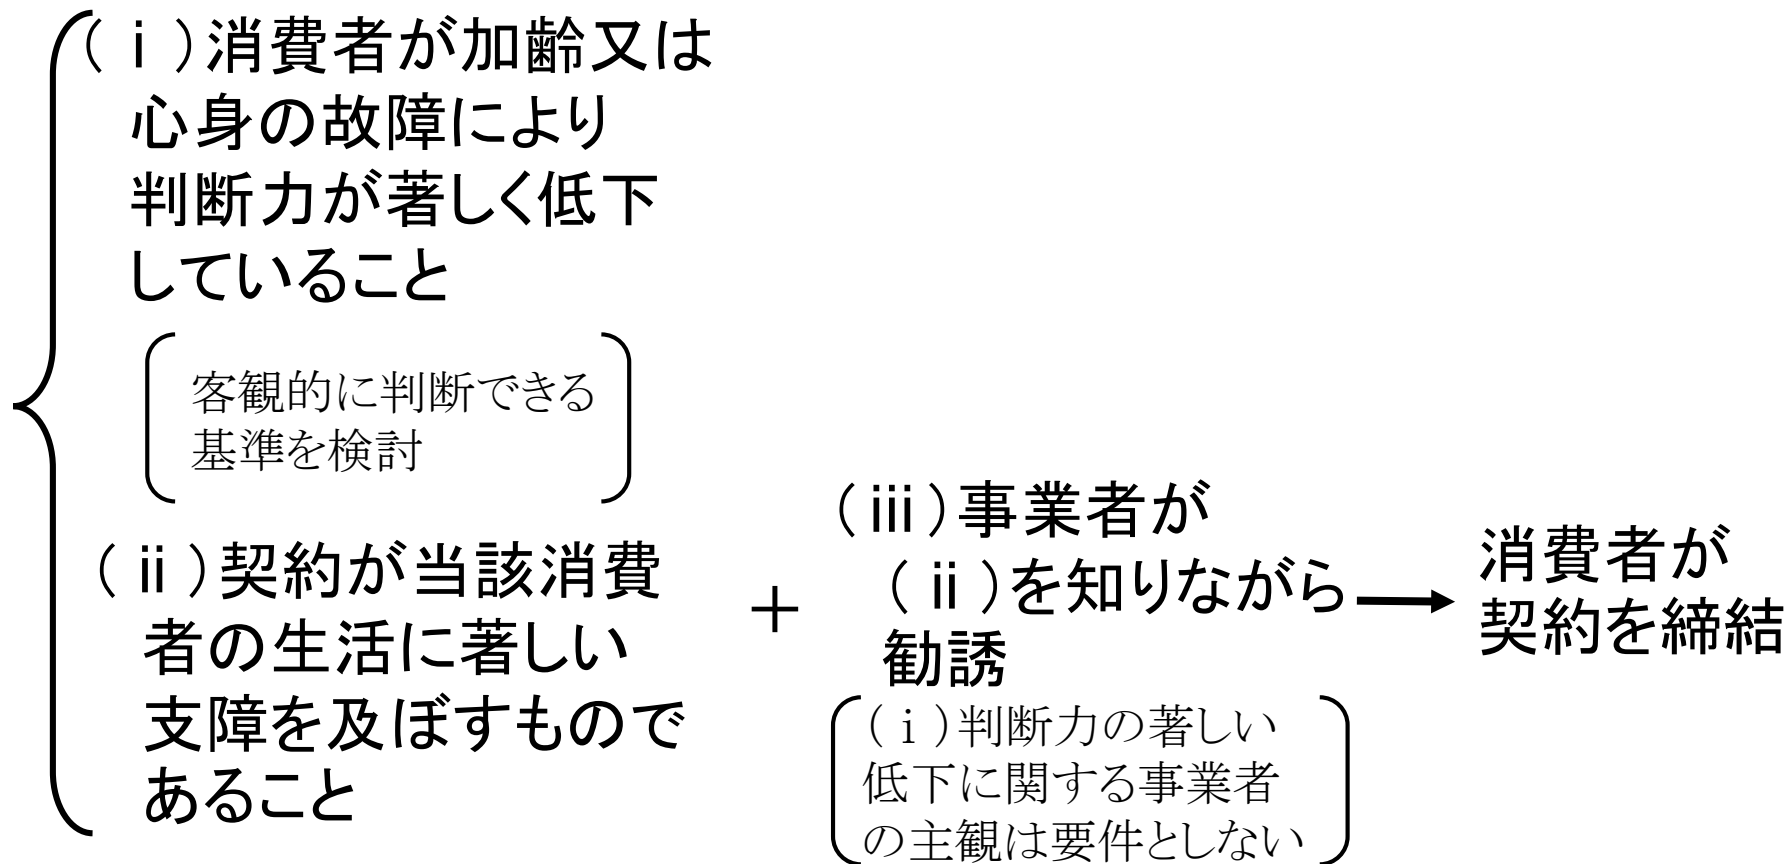 （ⅰ）消費者が加齢又は
心身の故障により
判断力が著しく低下
していること
客観的に判断できる
基準を検討
（ⅱ）契約が当該消費
者の生活に著しい
支障を及ぼすもので
あること
＋
（ⅲ）事業者が
（ⅱ）を知りながら
勧誘
（ⅰ）判断力の著しい
低下に関する事業者
の主観は要件としない
消費者が
契約を締結